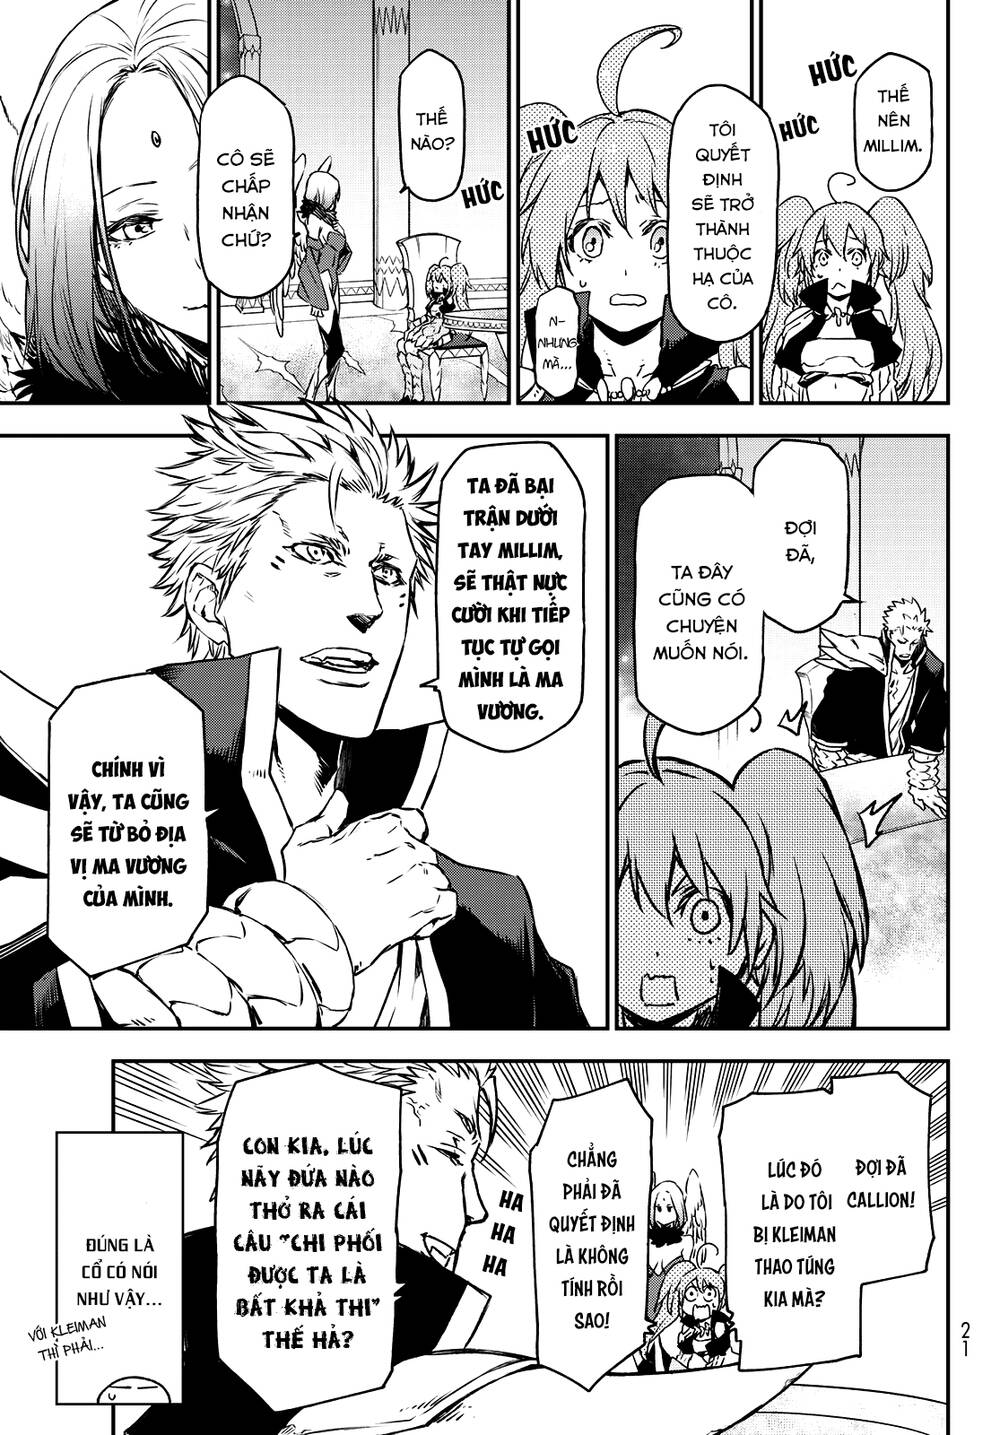 THẾ
NÊN
MILLIM.
HỨC
HỨC
TÔI
QUYẾT
ĐỊNH
SẼ TRỞ
THÀNH
THUỘC
HẠ CỦA
CÔ.
HỨC
N-
NHƯNG
MÀ...
THẾ
NÀO?
HỨC
CÔ SẼ
CHẤP
NHẬN
CHỨ?
ĐỢI
ĐÃ,
TA ĐÂY
CŨNG CÓ
CHUYỆN
MUỐN NÓI.
TA ĐÃ BẠI
TRẬN DƯỚI
TAY MILLIM,
SẼ THẬT NỰC
CƯỜI KHI TIẾP
TỤC TỰ GỌI
MÌNH LÀ MA
VƯƠNG.
CHÍNH VÌ
VẬY, TA CŨNG
SẼ TỪ BỎ ĐỊA
VỊ MA VƯƠNG
CỦA MÌNH.
ĐỢI ĐÃ
CALLION!
LÚC ĐÓ
LÀ DO TÔI
BỊ KLEIMAN
THAO TÚNG
KIA MÀ?
CHẲNG
PHẢI ĐÃ
QUYẾT ĐỊNH
LÀ KHÔNG
TÍNH RỒI
SAO!
HA
HA
HA
CON KIA, LÚC
NÃY ĐỨA NÀO
THỞ RA CÁI
CÂU "CHI PHỐI
ĐƯỢC TA LÀ
BẤT KHẢ THI"
THẾ HẢ?
ĐÚNG LÀ
CỔ CÓ NÓI
NHƯ VẬY...
VỚI KLEIMAN
THÌ PHẢI...
21